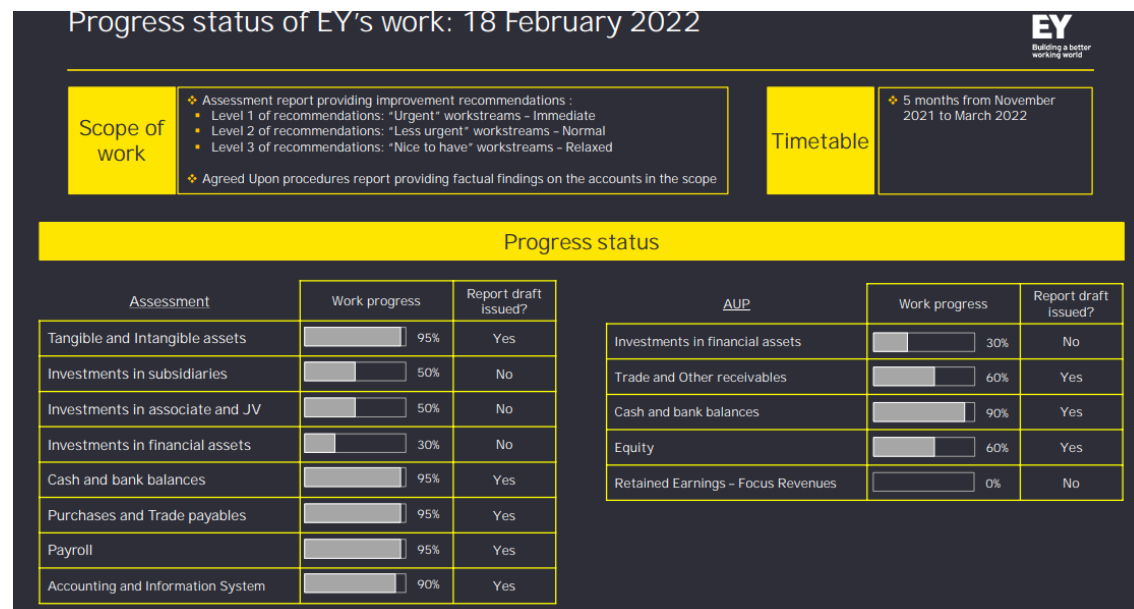 Progress status of EY's work: 18 February 2022
EY
Building a better
working world
Scope of
work
❖ Assessment report providing improvement recommendations :
▪ Level 1 of recommendations: "Urgent" workstreams – Immediate
▪ Level 2 of recommendations: "Less urgent" workstreams – Normal
▪ Level 3 of recommendations: "Nice to have" workstreams – Relaxed
❖ Agreed Upon procedures report providing factual findings on the accounts in the scope
Timetable
❖ 5 months from November
2021 to March 2022
Progress status
Assessment Work progress Report draft
issued?
Tangible and Intangible assets 95% Yes
Investments in subsidiaries 50% No
Investments in associate and JV 50% No
Investments in financial assets 30% No
Cash and bank balances 95% Yes
Purchases and Trade payables 95% Yes
Payroll 95% Yes
Accounting and Information System 90% Yes
AUP Work progress Report draft
issued?
Investments in financial assets 30% No
Trade and Other receivables 60% Yes
Cash and bank balances 90% Yes
Equity 60% Yes
Retained Earnings – Focus Revenues 0% No